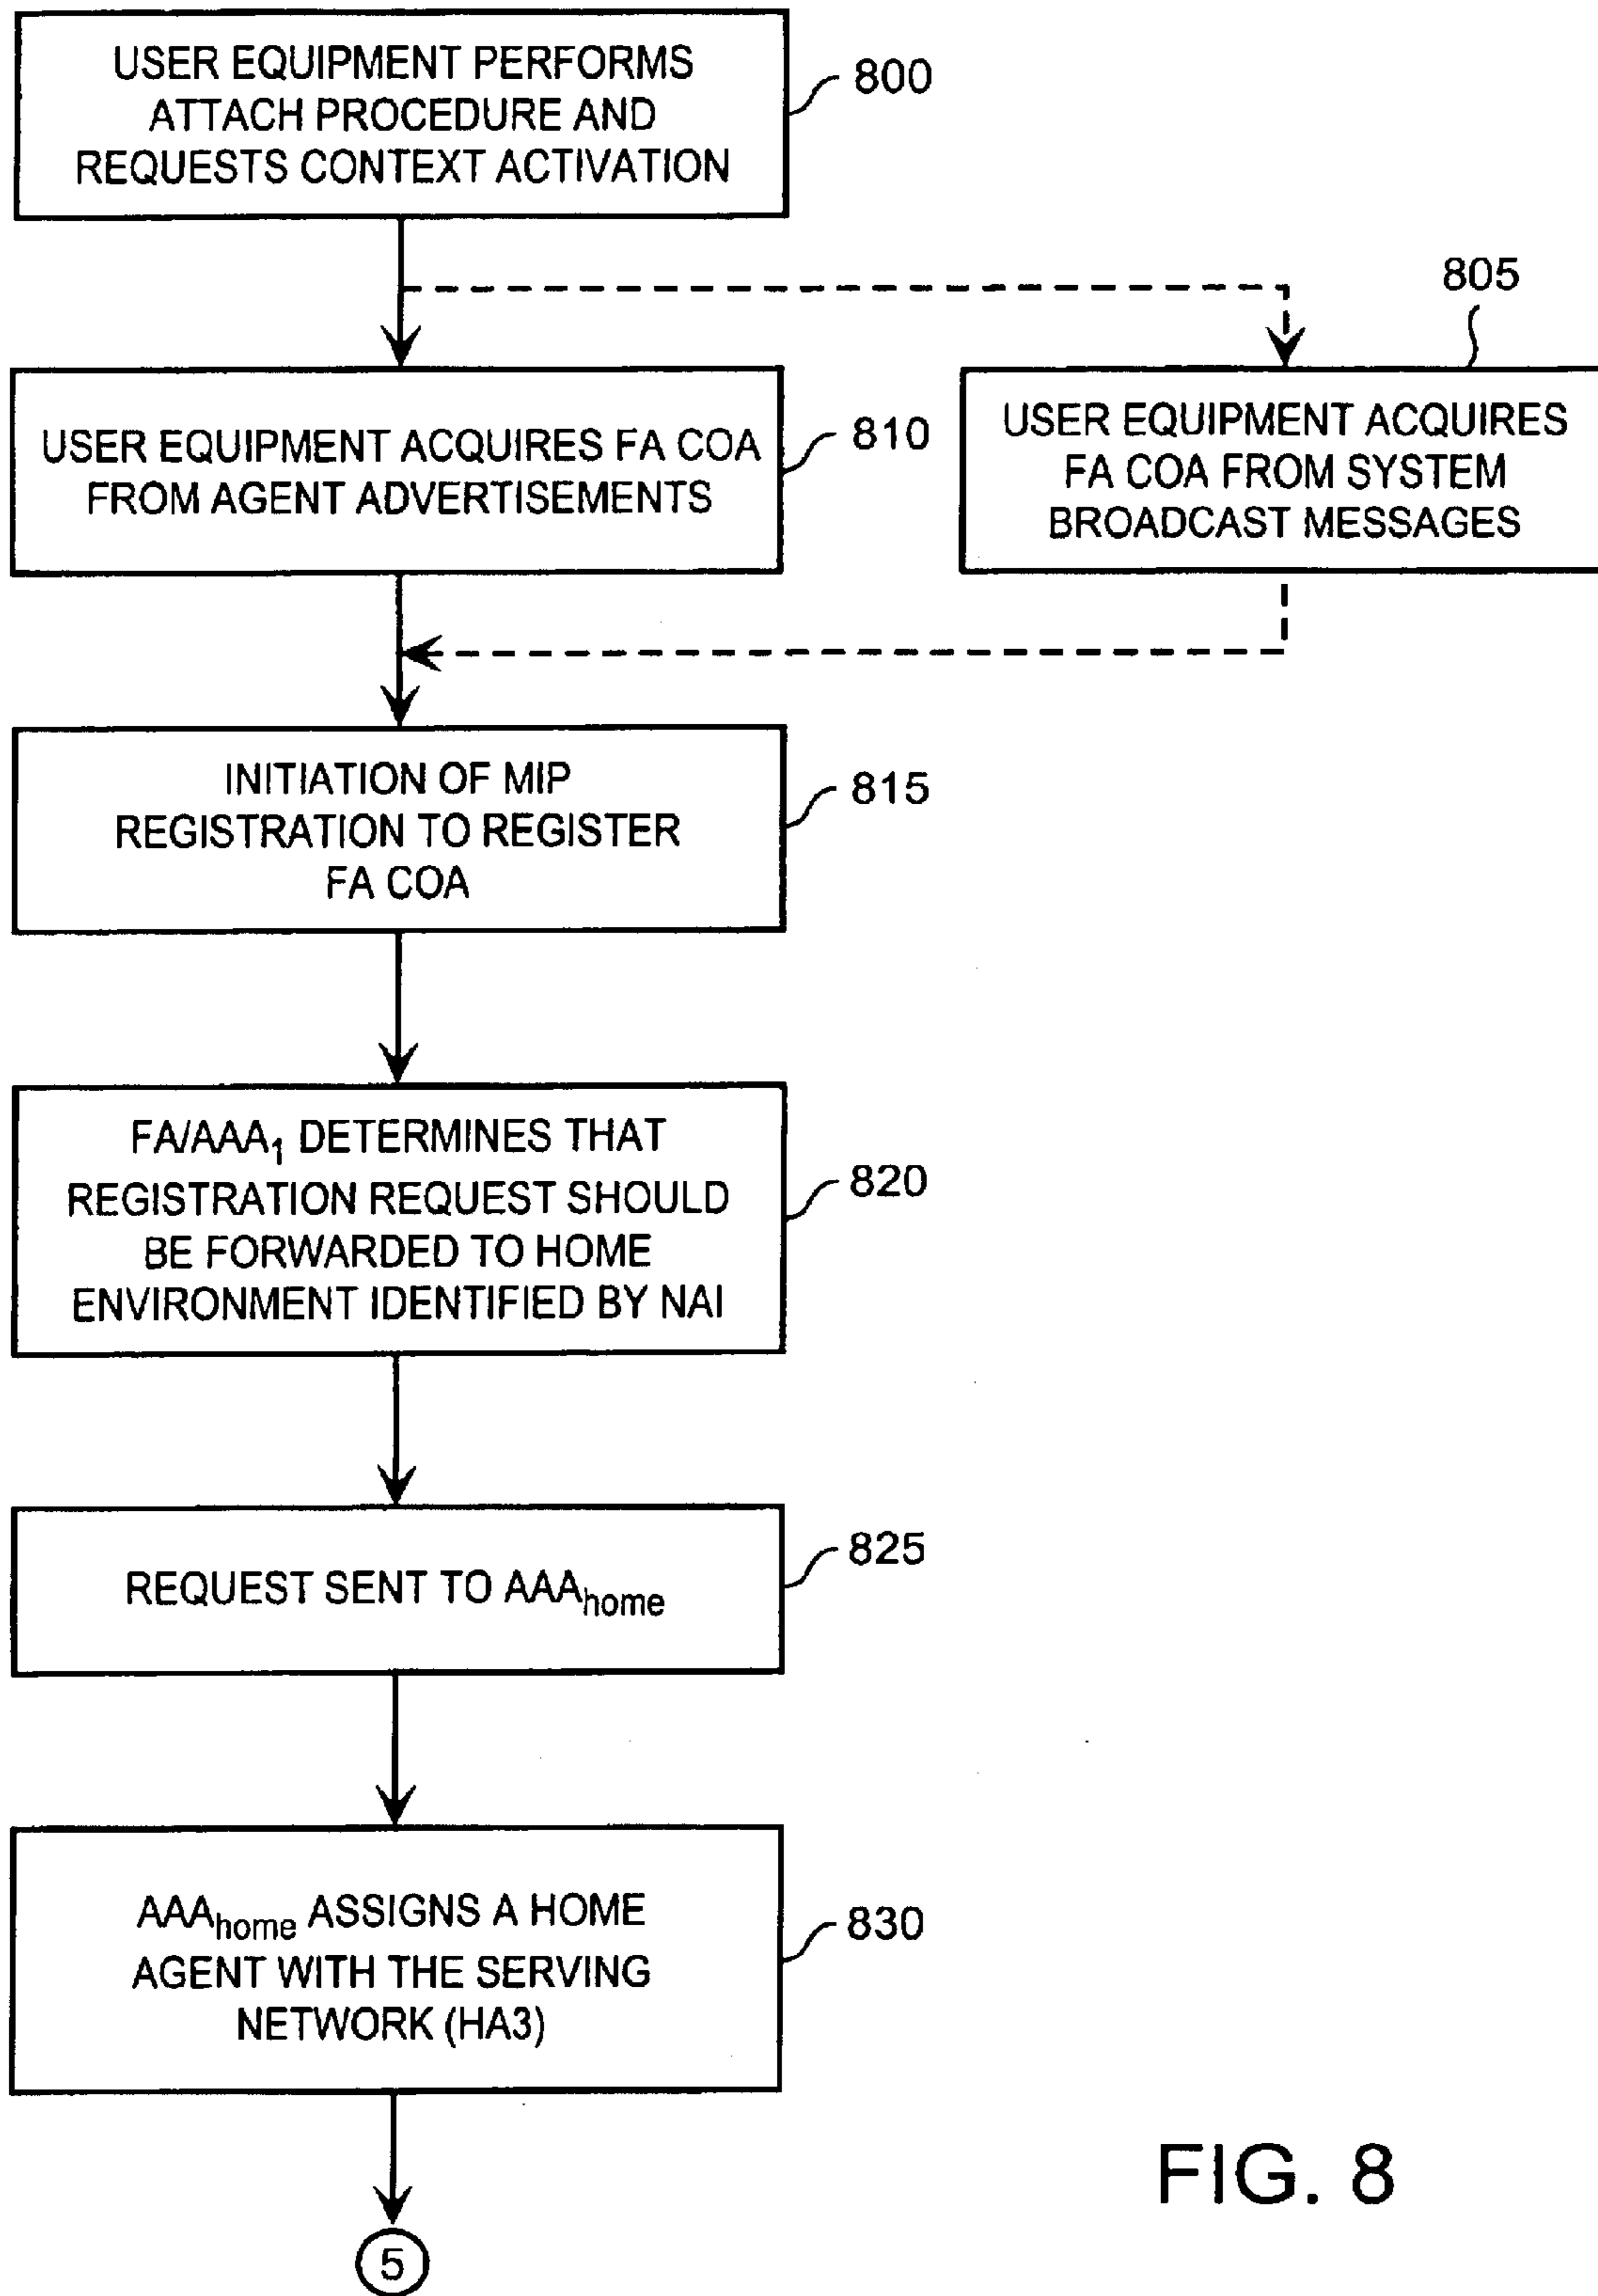 USER EQUIPMENT PERFORMS
ATTACH PROCEDURE AND
REQUESTS CONTEXT ACTIVATION
800
805
USER EQUIPMENT ACQUIRES FA COA
FROM AGENT ADVERTISEMENTS
810
USER EQUIPMENT ACQUIRES
FA COA FROM SYSTEM
BROADCAST MESSAGES
INITIATION OF MIP
REGISTRATION TO REGISTER
FA COA
815
FA/AAA1 DETERMINES THAT
REGISTRATION REQUEST SHOULD
BE FORWARDED TO HOME
ENVIRONMENT IDENTIFIED BY NAI
820
REQUEST SENT TO AAAhome
825
AAAhome ASSIGNS A HOME
AGENT WITH THE SERVING
NETWORK (HA3)
830
5
FIG. 8